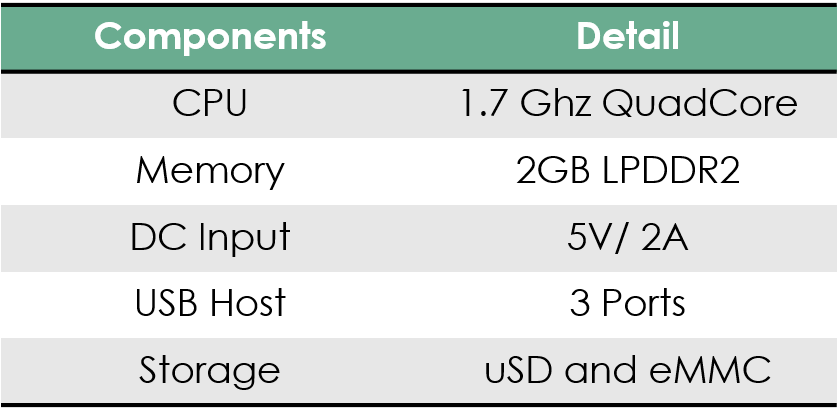 Components Detail
CPU 1.7 Ghz QuadCore
Memory 2GB LPDDR2
DC Input 5V/ 2A
USB Host 3 Ports
Storage uSD and eMMC